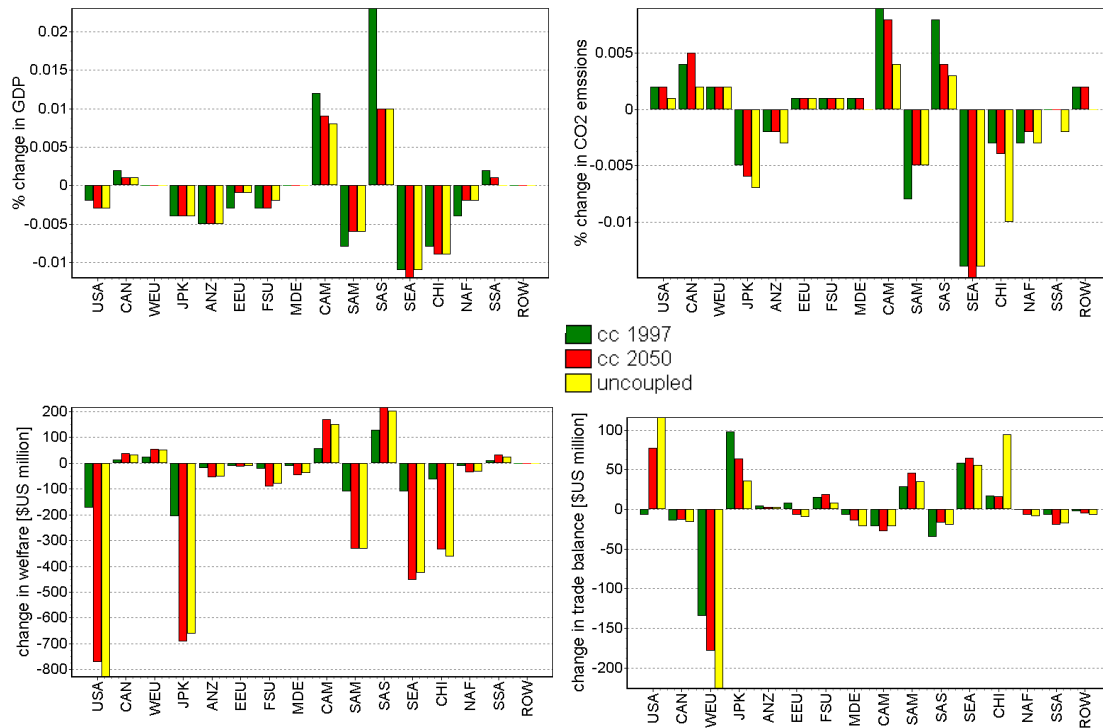 % change in GDP
0.02
0.015
0.01
0.005
0
-0.005
-0.01
USA CAN WEU JPK ANZ EEU FSU MDE CAM SAM SAS SEA CHI NAF SSA ROW
% change in CO2 emssions
0.005
0
-0.005
-0.01
USA CAN WEU JPK ANZ EEU FSU MDE CAM SAM SAS SEA CHI NAF SSA ROW
cc 1997
cc 2050
uncoupled
change in welfare [$US million]
200
100
0
-100
-200
-300
-400
-500
-600
-700
-800
USA CAN WEU JPK ANZ EEU FSU MDE CAM SAM SAS SEA CHI NAF SSA ROW
change in trade balance [$US million]
100
50
0
-50
-100
-150
-200
USA CAN WEU JPK ANZ EEU FSU MDE CAM SAM SAS SEA CHI NAF SSA ROW